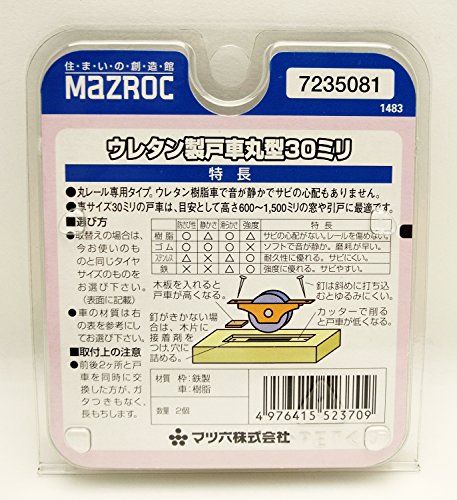 住・ま・い・の・創・造・館
MAZROC
7235081
1483
ウレタン製戸車丸型30ミリ
特長
●丸レール専用タイプ。ウレタン樹脂車で音が静かでサビの心配もありません。
●車サイズ30ミリの戸車は、目安として高さ600〜1,500ミリの窓や引戸に最適です。
■選び方
●取替えの場合は、
今お使いのもの
と同じタイヤ
サイズのものを
お選び下さい。
(表面に記載)
●車の材質は右
の表を参考にし
てお選び下さい。
■取付上の注意
●前後2ヶ所と戸
車を同時に交
換した方が、ガ
タつきもなく、
長もちします。
防錆性 静かさ 滑らかさ 強度 特長
樹脂 ○ △ ○ △ サビの心配がない。レールを傷めない。
ゴム ○ ○ × × ソフトで音が静か。磨耗が早い。
ステンレス △ × △ ○ 耐久性に優れる。サビにくい。
鉄 × × △ ○ 強度に優れる。サビやすい。
木板を入れると
戸車が高くなる。
釘は斜めに打ち込
むとゆるみにくい。
釘がきかない場合
は、木片に
接着剤を
つけ、穴に
詰める。
カッターで削る
と戸車が低くなる。
材質 枠:鉄製
車:樹脂
数量 2個
4 976415 523709
マツ六株式会社